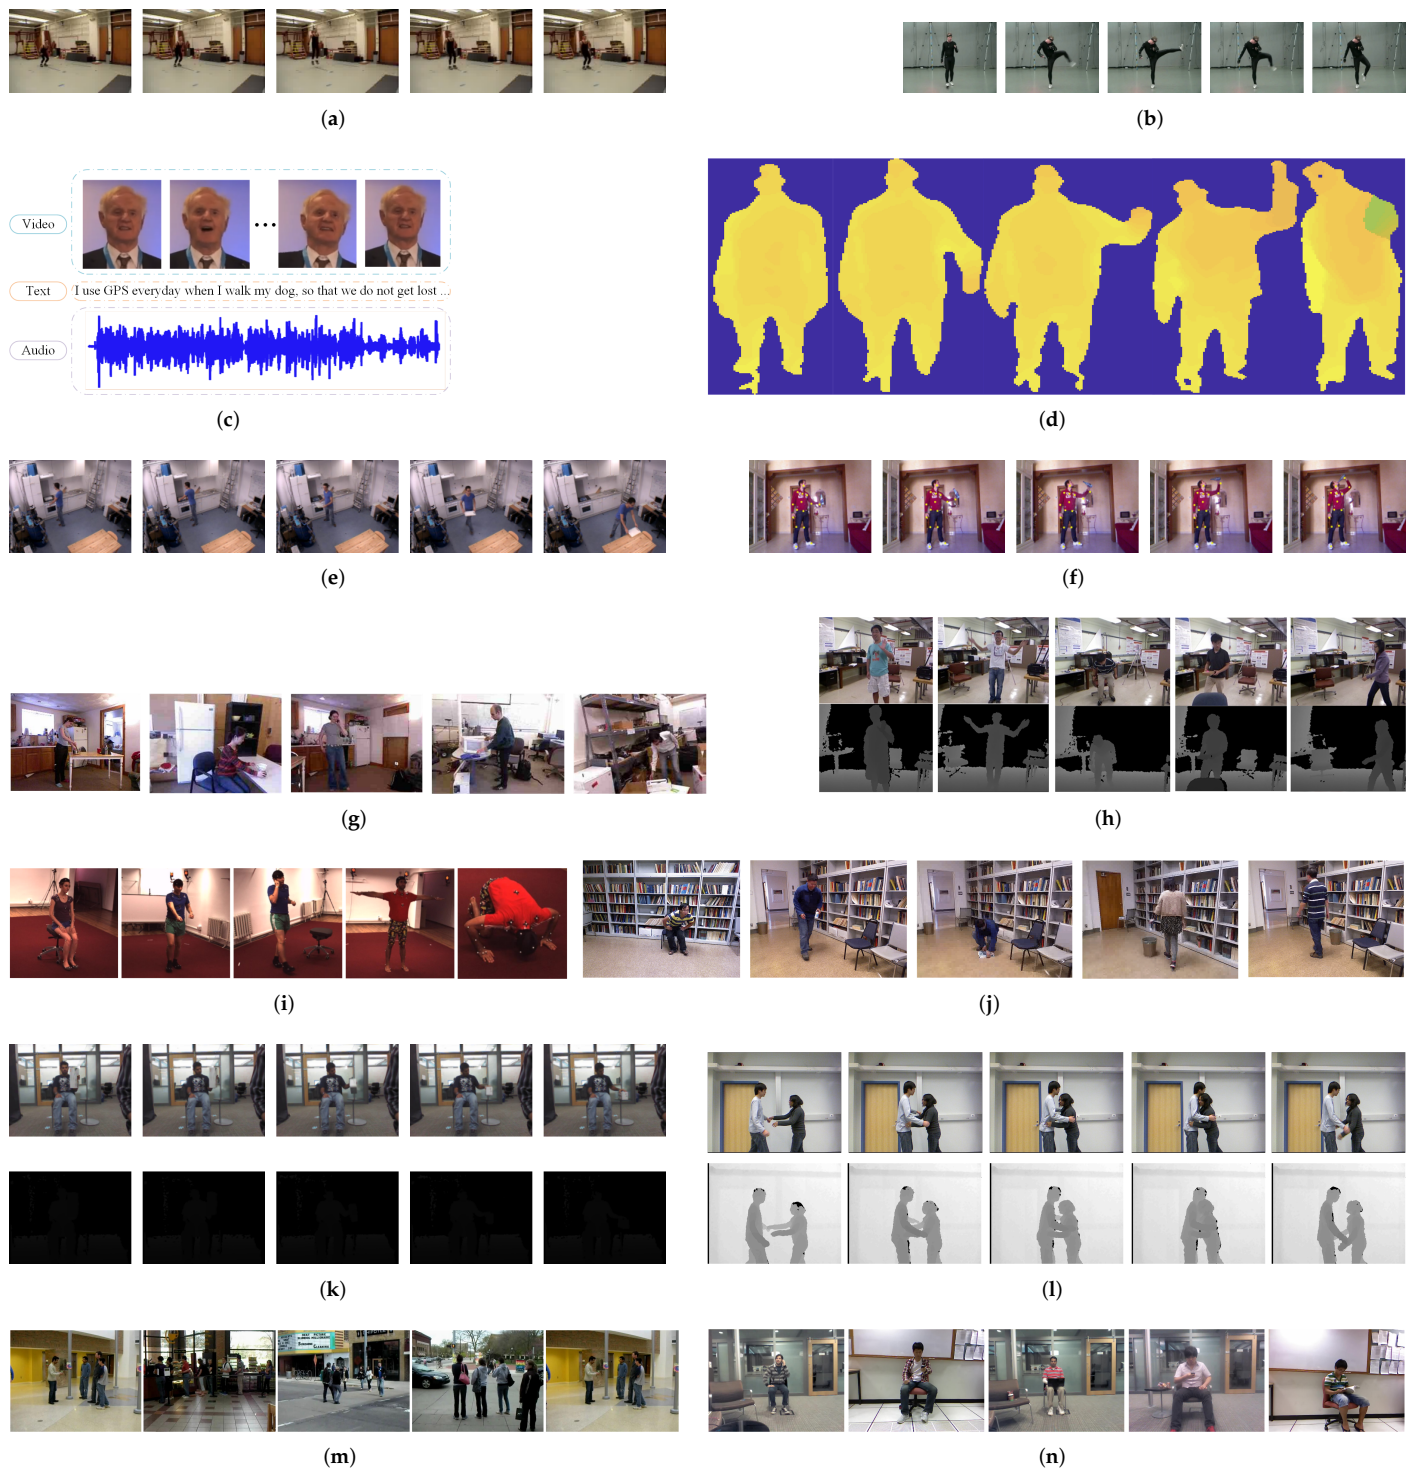 (a)
(b)
Video
Text
I use GPS everyday when I walk my dog, so that we do not get lost ...
Audio
(c)
(d)
(e)
(f)
(g)
(h)
(i)
(j)
(k)
(l)
(m)
(n)